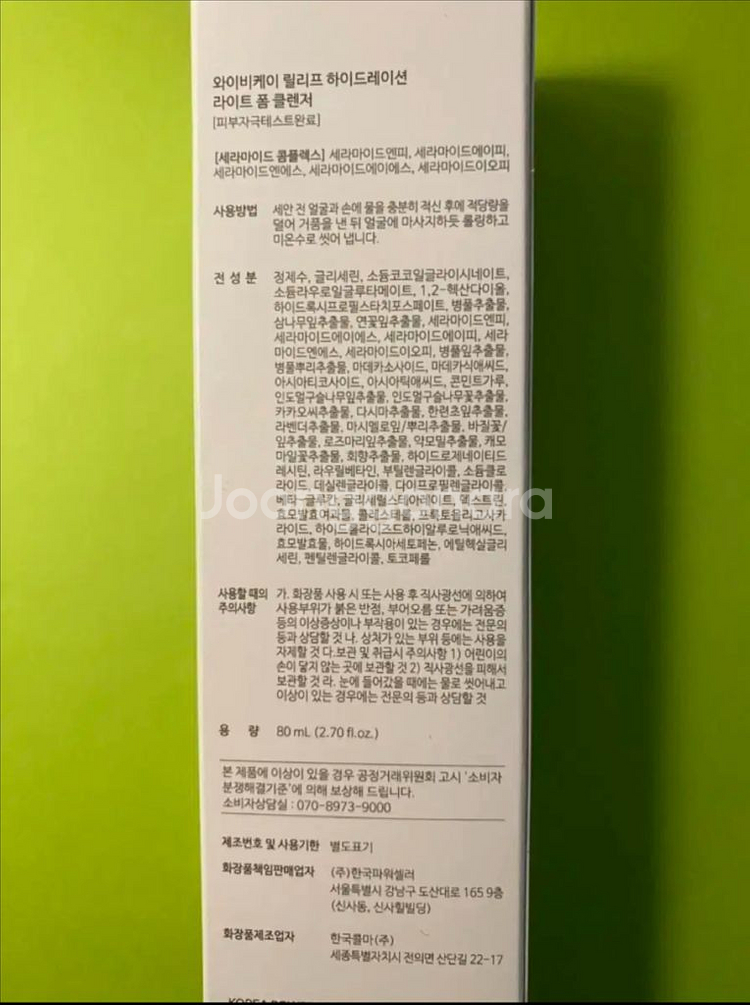 와이비케이 릴리프 하이드레이션
라이트 폼 클렌저
[피부자극테스트완료]
[세라마이드 콤플렉스] 세라마이드엔피, 세라마이드에이피,
세라마이드엔에스, 세라마이드에이에스, 세라마이드이오피
사용방법 세안 전 얼굴과 손에 물을 충분히 적신 후에 적당량을
덜어 거품을 낸 뒤 얼굴에 마사지하듯 롤링하고
미온수로 씻어 냅니다.
전 성 분 정제수, 글리세린, 소듐코코일글라이시네이트,
소듐라우로일글루타메이트, 1,2-헥산다이올,
하이드록시프로필스타치포스페이트, 병풀추출물,
삼나무잎추출물, 연꽃잎추출물, 세라마이드엔피,
세라마이드에이에스, 세라마이드에이피, 세라
마이드엔에스, 세라마이드이오피, 병풀잎추출물,
병풀뿌리추출물, 마데카소사이드, 마데카식애씨드,
아시아티코사이드, 아시아틱애씨드, 콘민트가루,
인도멀구슬나무잎추출물, 인도멀구슬나무꽃추출물,
카카오씨추출물, 다시마추출물, 한련초잎추출물,
라벤더추출물, 마시멜로잎/뿌리추출물, 바질꽃/
잎추출물, 로즈마리잎추출물, 약모밀추출물, 캐모
마일꽃추출물, 회향추출물, 하이드로제네이티드
레시틴, 라우릴베타인, 부틸렌글라이콜, 소듐클로
라이드, 데실렌글라이콜, 다이프로필렌글라이콜,
베타-글루칸, 글리세릴스테아레이트, 덱스트린,
효모발효여과물, 콜레스테롤, 프룩토올리고사카
라이드, 하이드롤라이즈드하이알루로닉애씨드,
효모발효물, 하이드록시아세토페논, 에틸헥실글리
세린, 펜틸렌글라이콜, 토코페롤
사용할 때의 가. 화장품 사용 시 또는 사용 후 직사광선에 의하여
주의사항 사용부위가 붉은 반점, 부어오름 또는 가려움증
등의 이상증상이나 부작용이 있는 경우에는 전문의
등과 상담할 것 나. 상처가 있는 부위 등에는 사용을
자제할 것 다.보관 및 취급시 주의사항 1) 어린이의
손이 닿지 않는 곳에 보관할 것 2) 직사광선을 피해서
보관할 것 라. 눈에 들어갔을 때에는 물로 씻어내고
이상이 있는 경우에는 전문의 등과 상담할 것
용 량 80 mL (2.70 fl.oz.)
본 제품에 이상이 있을 경우 공정거래위원회 고시 '소비자
분쟁해결기준'에 의해 보상해 드립니다.
소비자상담실 : 070-8973-9000
제조번호 및 사용기한 별도표기
화장품책임판매업자 (주)한국파워셀러
서울특별시 강남구 도산대로 165 9층
(신사동, 신사힐빌딩)
화장품제조업자 한국콜마(주)
세종특별자치시 전의면 산단길 22-17